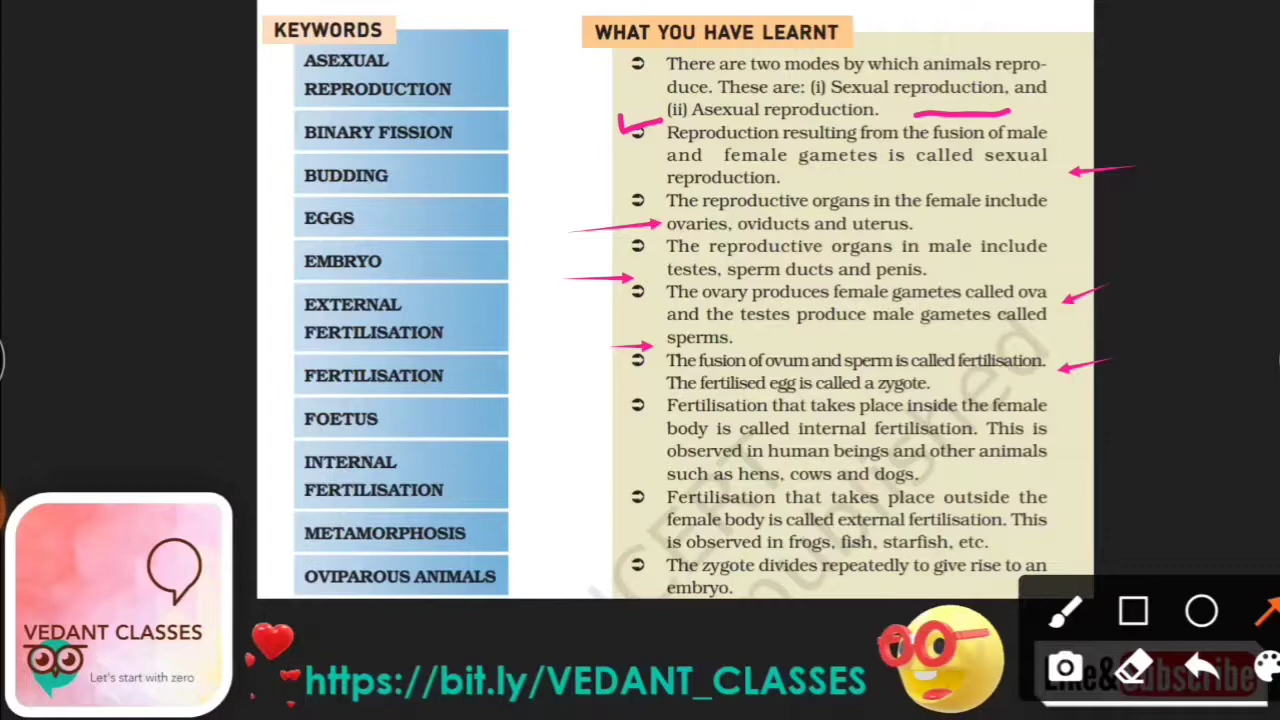 KEYWORDS
ASEXUAL
REPRODUCTION
BINARY FISSION
BUDDING
EGGS
EMBRYO
EXTERNAL
FERTILISATION
FERTILISATION
FOETUS
INTERNAL
FERTILISATION
METAMORPHOSIS
OVIPAROUS ANIMALS
WHAT YOU HAVE LEARNT
There are two modes by which animals repro-
duce. These are: (i) Sexual reproduction, and
(ii) Asexual reproduction.
Reproduction resulting from the fusion of male
and female gametes is called sexual
reproduction.
The reproductive organs in the female include
ovaries, oviducts and uterus.
The reproductive organs in male include
testes, sperm ducts and penis.
The ovary produces female gametes called ova
and the testes produce male gametes called
sperms.
The fusion of ovum and sperm is called fertilisation.
The fertilised egg is called a zygote.
Fertilisation that takes place inside the female
body is called internal fertilisation. This is
observed in human beings and other animals
such as hens, cows and dogs.
Fertilisation that takes place outside the
female body is called external fertilisation. This
is observed in frogs, fish, starfish, etc.
The zygote divides repeatedly to give rise to an
embryo.
NCERT
published
VEDANT CLASSES
Let's start with zero
https://bit.ly/VEDANT_CLASSES
Like& Subscribe